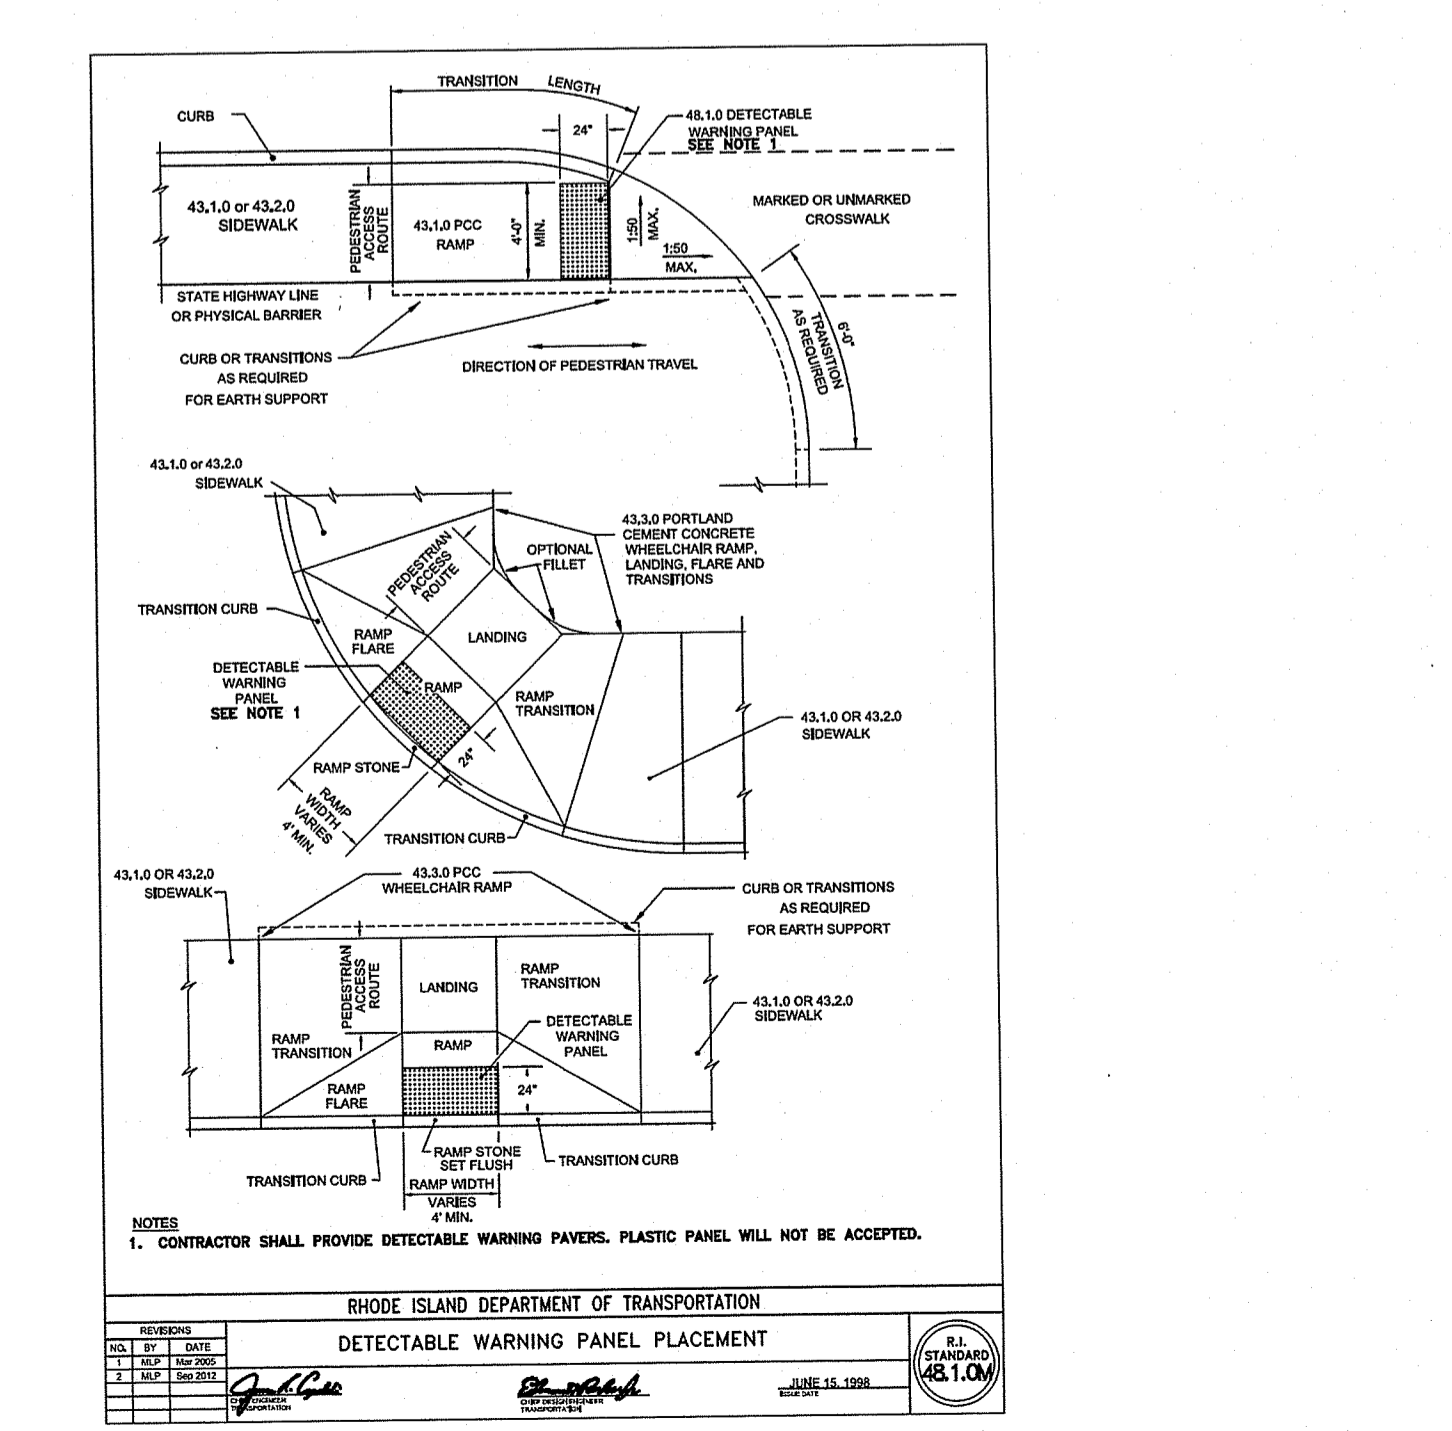 TRANSITION LENGTH
CURB
24"
48.1.0 DETECTABLE
WARNING PANEL
SEE NOTE 1
43.1.0 or 43.2.0
SIDEWALK
PEDESTRIAN
ACCESS
ROUTE
43.1.0 PCC
RAMP
4'-0"
MIN.
1:50
MAX.
1:50
MAX.
MARKED OR UNMARKED
CROSSWALK
STATE HIGHWAY LINE
OR PHYSICAL BARRIER
6'-0"
TRANSITION
AS REQUIRED
CURB OR TRANSITIONS
AS REQUIRED
FOR EARTH SUPPORT
DIRECTION OF PEDESTRIAN TRAVEL
43.1.0 or 43.2.0
SIDEWALK
PEDESTRIAN
ACCESS
ROUTE
OPTIONAL
FILLET
43.3.0 PORTLAND
CEMENT CONCRETE
WHEELCHAIR RAMP,
LANDING, FLARE AND
TRANSITIONS
TRANSITION CURB
RAMP
FLARE
LANDING
DETECTABLE
WARNING
PANEL
SEE NOTE 1
RAMP
RAMP
TRANSITION
43.1.0 OR 43.2.0
SIDEWALK
RAMP STONE
24"
RAMP
WIDTH
VARIES
4' MIN.
TRANSITION CURB
43.1.0 OR 43.2.0
SIDEWALK
43.3.0 PCC
WHEELCHAIR RAMP
CURB OR TRANSITIONS
AS REQUIRED
FOR EARTH SUPPORT
PEDESTRIAN
ACCESS
ROUTE
LANDING
RAMP
TRANSITION
43.1.0 OR 43.2.0
SIDEWALK
RAMP
TRANSITION
RAMP
DETECTABLE
WARNING
PANEL
RAMP
FLARE
24"
RAMP STONE
SET FLUSH
TRANSITION CURB
TRANSITION CURB
RAMP WIDTH
VARIES
4' MIN.
NOTES
1. CONTRACTOR SHALL PROVIDE DETECTABLE WARNING PAVERS. PLASTIC PANEL WILL NOT BE ACCEPTED.
RHODE ISLAND DEPARTMENT OF TRANSPORTATION
REVISIONS
NO. BY DATE
1 MLP Mar 2005
2 MLP Sep 2012
DETECTABLE WARNING PANEL PLACEMENT
CHIEF ENGINEER
TRANSPORTATION
CHIEF DESIGN ENGINEER
TRANSPORTATION
JUNE 15, 1998
ISSUE DATE
R.I.
STANDARD
48.1.0M